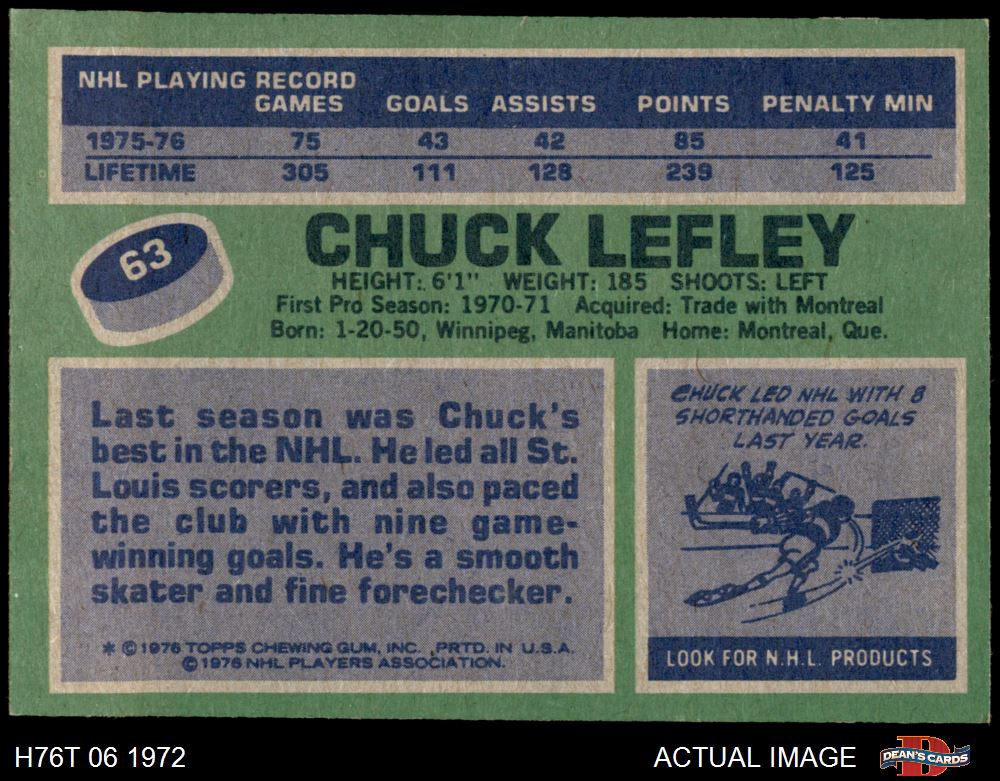 NHL PLAYING RECORD
GAMES GOALS ASSISTS POINTS PENALTY MIN
1975-76 75 43 42 85 41
LIFETIME 305 111 128 239 125
63
CHUCK LEFLEY
HEIGHT: 6'1" WEIGHT: 185 SHOOTS: LEFT
First Pro Season: 1970-71 Acquired: Trade with Montreal
Born: 1-20-50, Winnipeg, Manitoba Home: Montreal, Que.
Last season was Chuck's
best in the NHL. He led all St.
Louis scorers, and also paced
the club with nine game-
winning goals. He's a smooth
skater and fine forechecker.
* © 1976 TOPPS CHEWING GUM, INC. PRTD. IN U.S.A.
© 1976 NHL PLAYERS ASSOCIATION.
CHUCK LED NHL WITH 8
SHORTHANDED GOALS
LAST YEAR.
LOOK FOR N.H.L. PRODUCTS
H76T 06 1972
ACTUAL IMAGE
DEAN'S CARDS